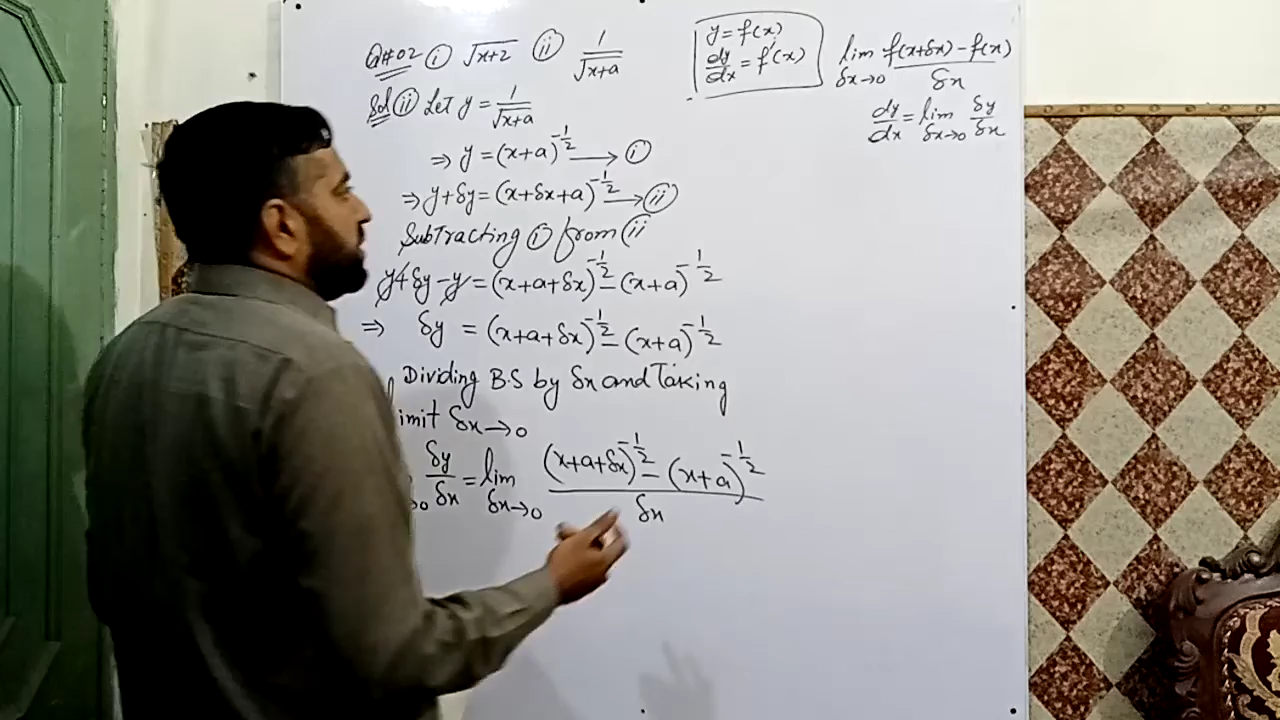 Q#02 (i) √x+2 (ii) 1/√x+a
Sol (ii) Let y = 1/√x+a
⇒ y = (x+a)^-1/2 → (i)
⇒ y+δy = (x+δx+a)^-1/2 → (ii)
Subtracting (i) from (ii
y+δy-y = (x+a+δx)^-1/2 - (x+a)^-1/2
⇒ δy = (x+a+δx)^-1/2 - (x+a)^-1/2
Dividing B.S by δx and Taking
limit δx→0
→0 δy/δx = lim δx→0 (x+a+δx)^-1/2 - (x+a)^-1/2 / δx
y = f(x)
dy/dx = f'(x)
lim δx→0 f(x+δx) - f(x) / δx
dy/dx = lim δx→0 δy/δx